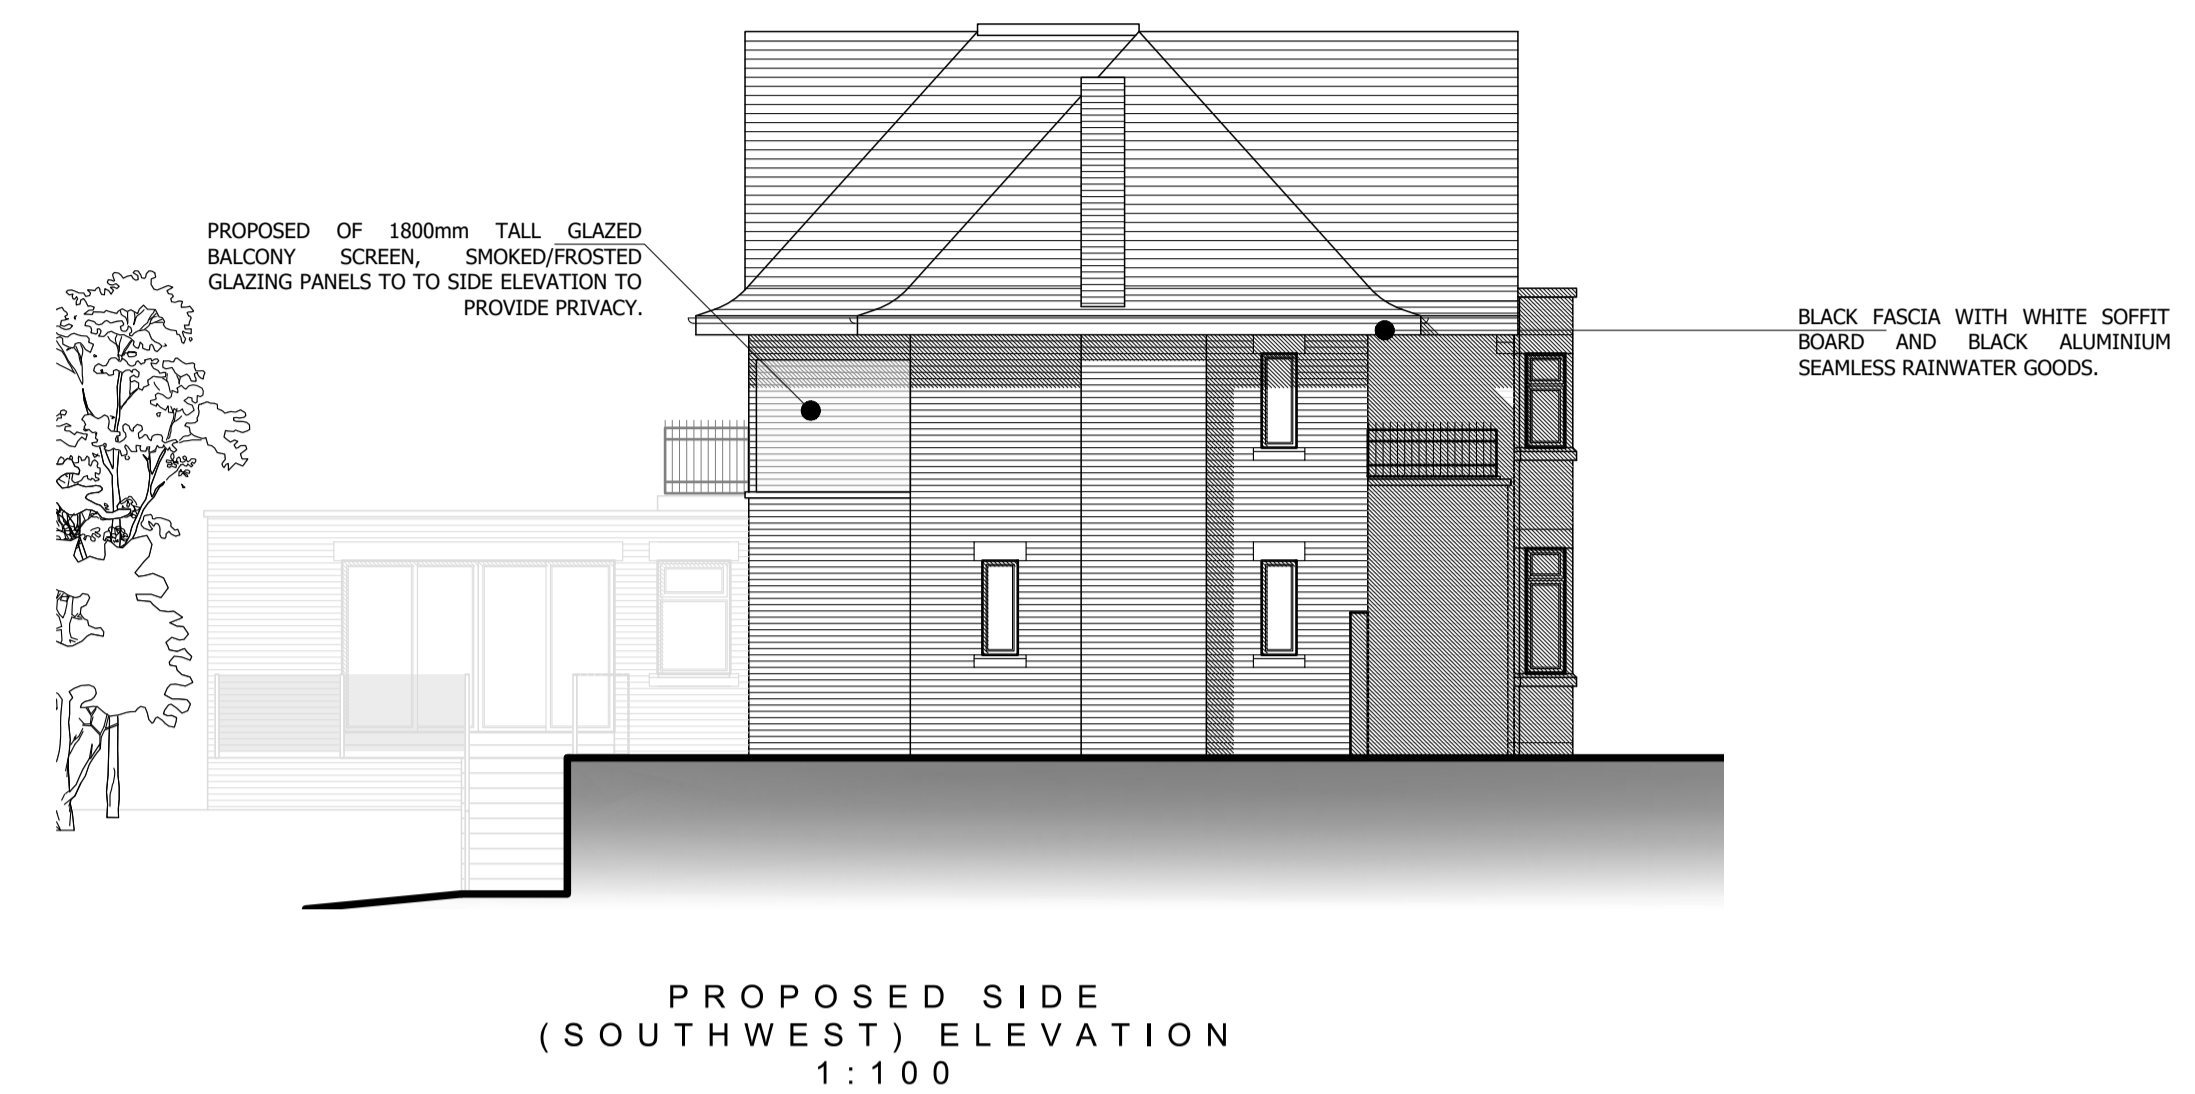 PROPOSED OF 1800mm TALL GLAZED
BALCONY SCREEN, SMOKED/FROSTED
GLAZING PANELS TO TO SIDE ELEVATION TO
PROVIDE PRIVACY.
BLACK FASCIA WITH WHITE SOFFIT
BOARD AND BLACK ALUMINIUM
SEAMLESS RAINWATER GOODS.
PROPOSED SIDE
(SOUTHWEST) ELEVATION
1:100